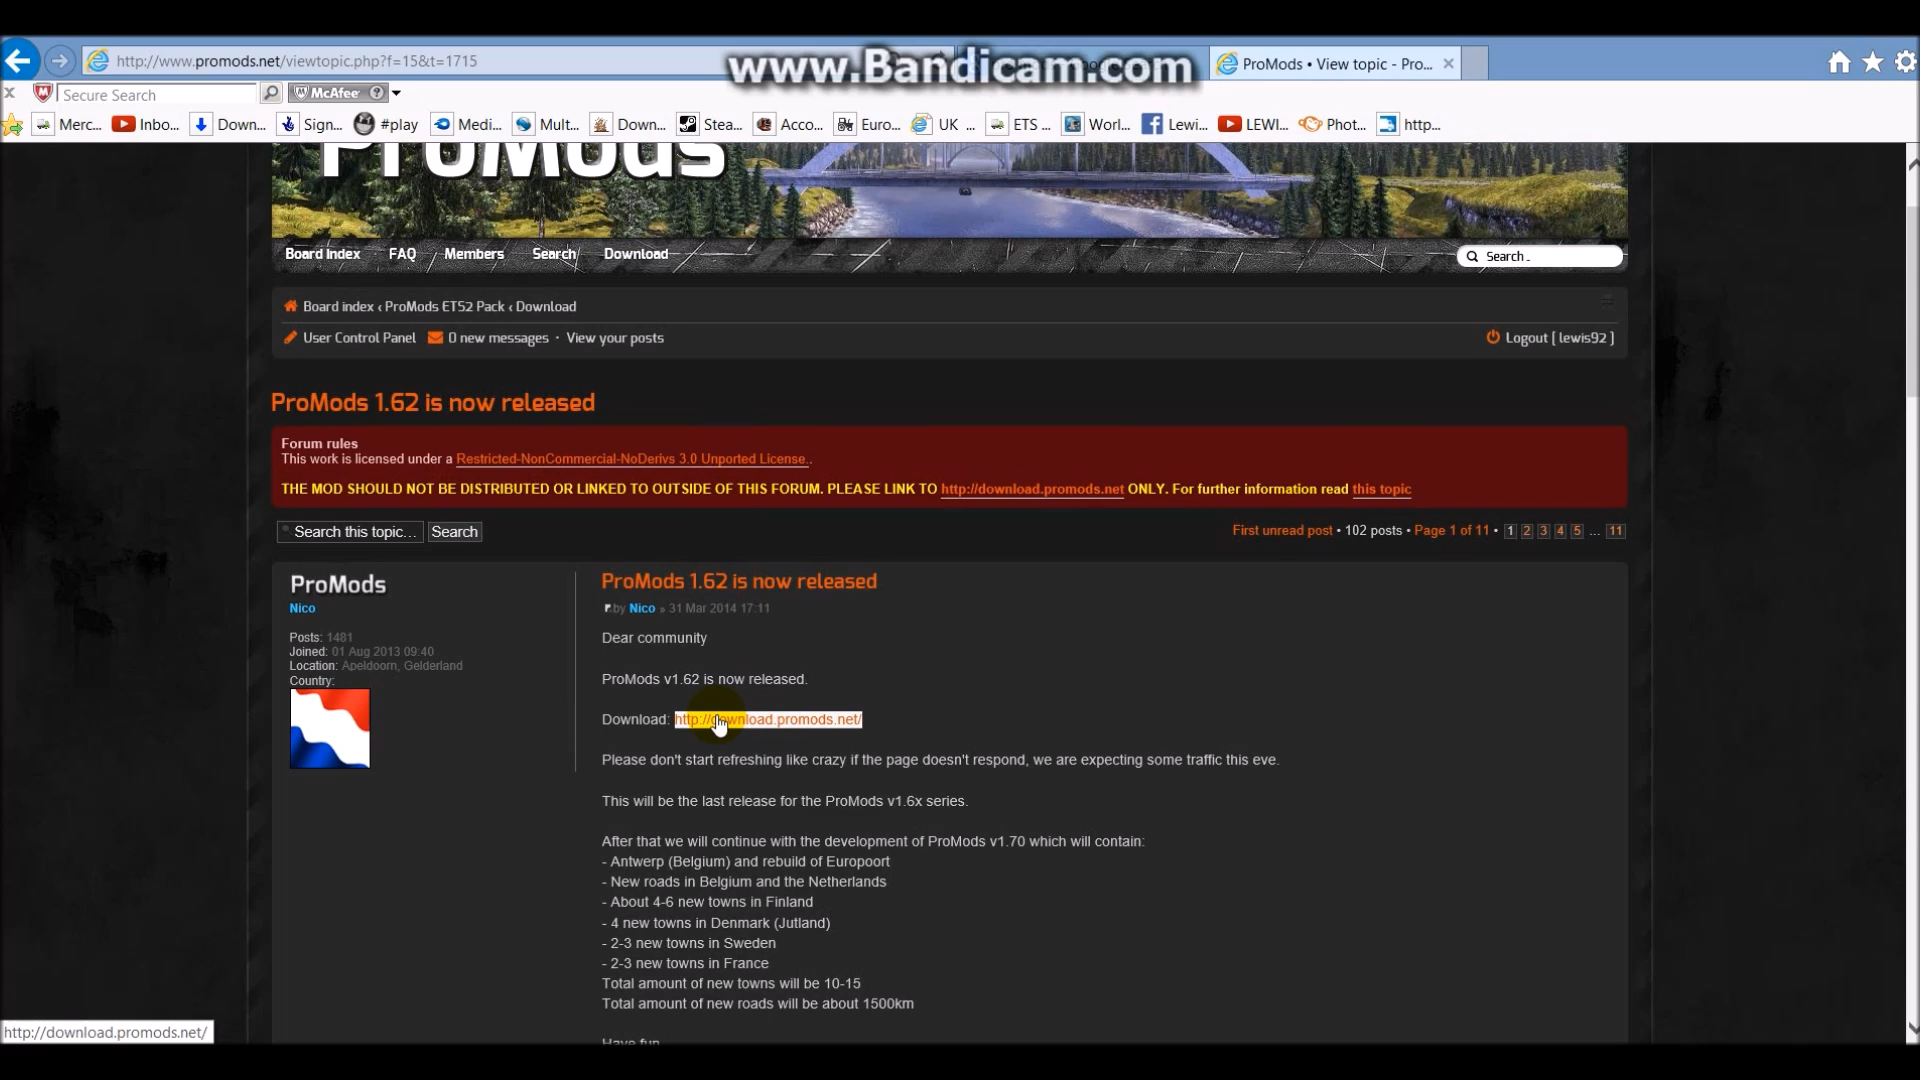 www.Bandicam.com
http://www.promods.net/viewtopic.php?f=15&t=1715
ProMods • View topic - Pro...
Secure Search
McAfee
Merc...
Inbo...
Down...
Sign...
#play
Medi...
Mult...
Down...
Stea...
Acco...
Euro...
UK ...
ETS ...
Worl...
Lewi...
LEWI...
Phot...
http...
ProMods
Board Index
FAQ
Members
Search
Download
Search...
Board index ‹ ProMods ETS2 Pack ‹ Download
User Control Panel
0 new messages • View your posts
Logout [ lewis92 ]
ProMods 1.62 is now released
Forum rules
This work is licensed under a Restricted-NonCommercial-NoDerivs 3.0 Unported License..
THE MOD SHOULD NOT BE DISTRIBUTED OR LINKED TO OUTSIDE OF THIS FORUM. PLEASE LINK TO http://download.promods.net ONLY. For further information read this topic
Search this topic...
Search
First unread post • 102 posts • Page 1 of 11 • 1 2 3 4 5 ... 11
ProMods
Nico
Posts: 1481
Joined: 01 Aug 2013 09:40
Location: Apeldoorn, Gelderland
Country:
ProMods 1.62 is now released
by Nico » 31 Mar 2014 17:11
Dear community
ProMods v1.62 is now released.
Download: http://download.promods.net/
Please don't start refreshing like crazy if the page doesn't respond, we are expecting some traffic this eve.
This will be the last release for the ProMods v1.6x series.
After that we will continue with the development of ProMods v1.70 which will contain:
- Antwerp (Belgium) and rebuild of Europoort
- New roads in Belgium and the Netherlands
- About 4-6 new towns in Finland
- 4 new towns in Denmark (Jutland)
- 2-3 new towns in Sweden
- 2-3 new towns in France
Total amount of new towns will be 10-15
Total amount of new roads will be about 1500km
Have fun
http://download.promods.net/